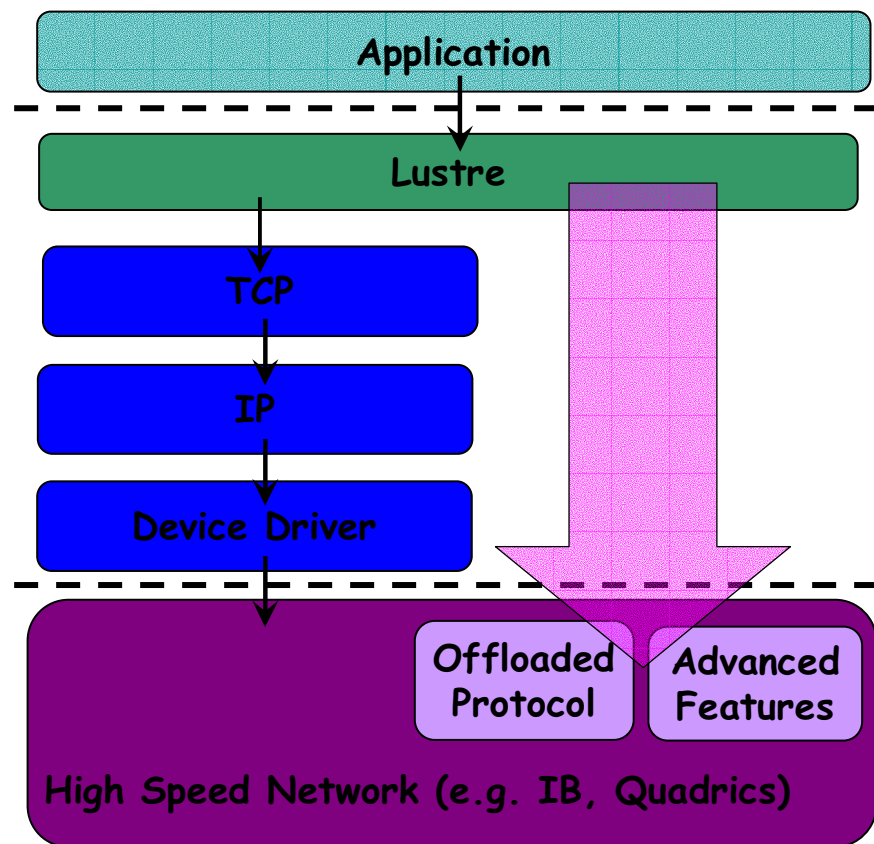 Application
Lustre
TCP
IP
Device Driver
Offloaded
Protocol
Advanced
Features
High Speed Network (e.g. IB, Quadrics)